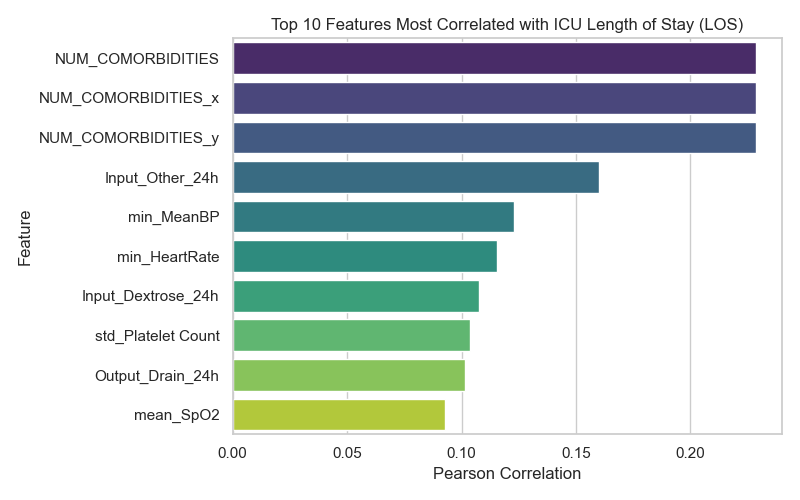 Top 10 Features Most Correlated with ICU Length of Stay (LOS)
Feature
NUM_COMORBIDITIES
NUM_COMORBIDITIES_x
NUM_COMORBIDITIES_y
Input_Other_24h
min_MeanBP
min_HeartRate
Input_Dextrose_24h
std_Platelet Count
Output_Drain_24h
mean_SpO2
0.00 0.05 0.10 0.15 0.20
Pearson Correlation